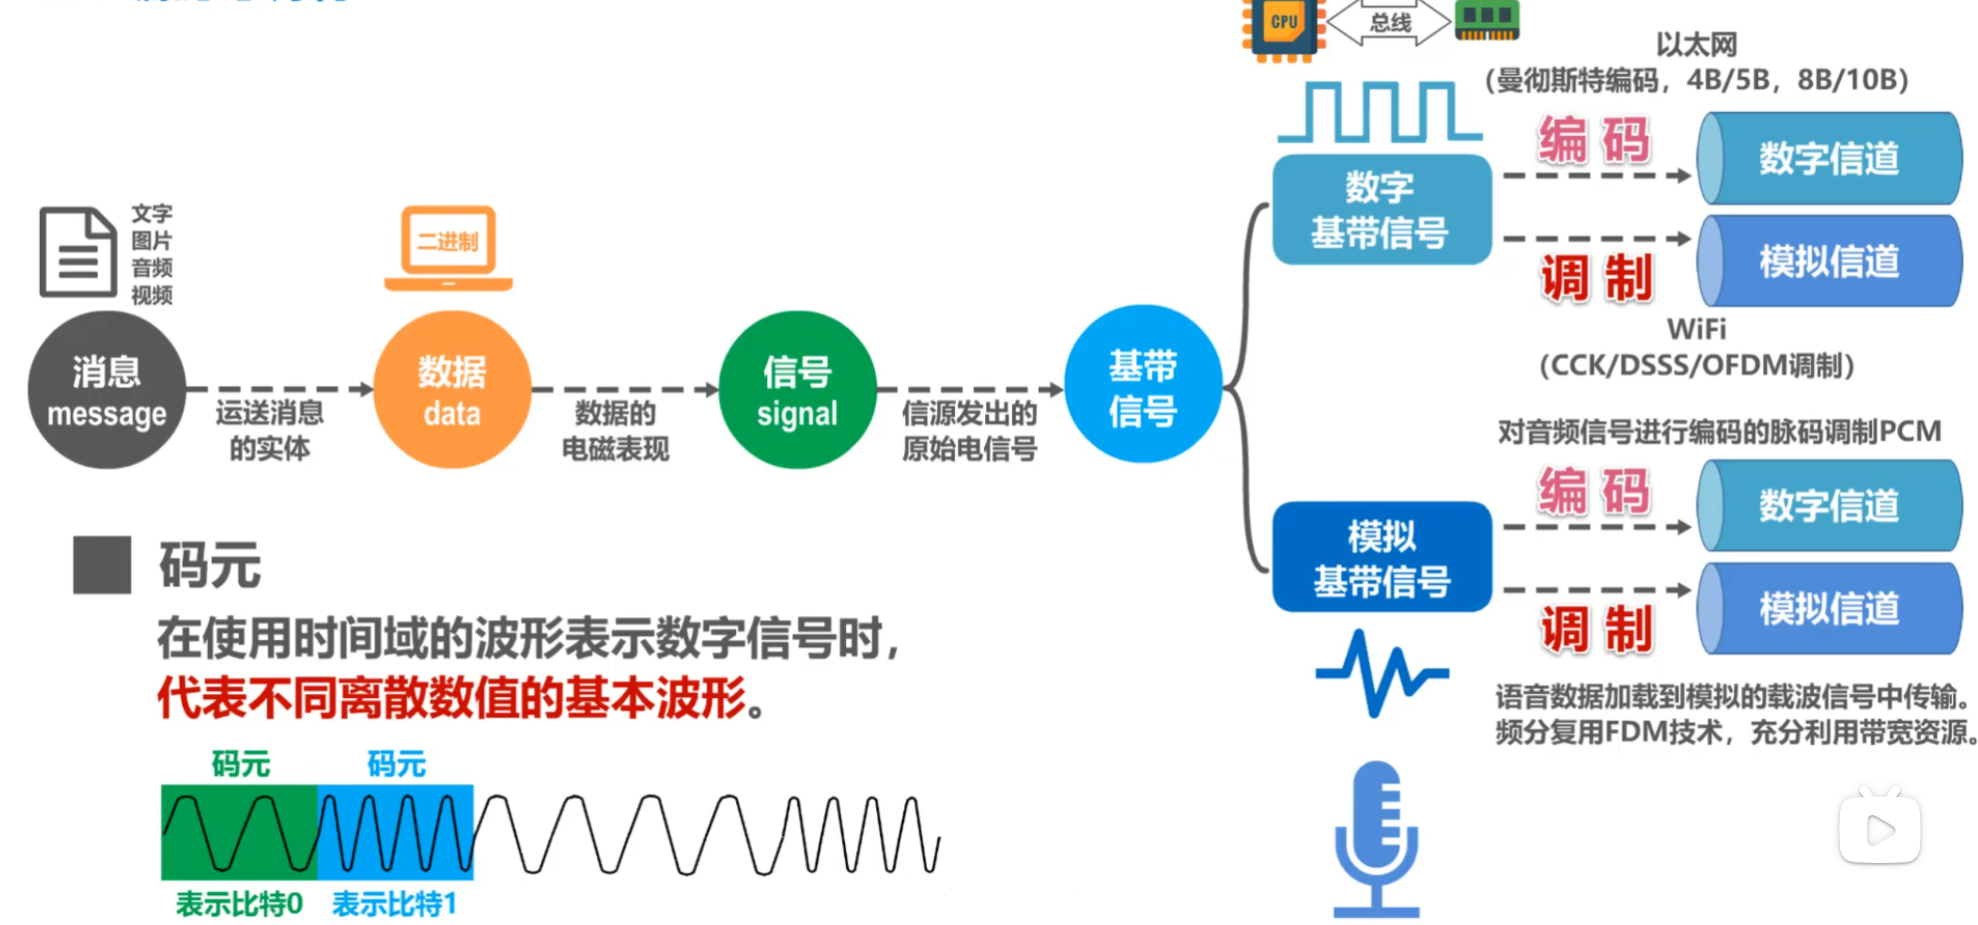 CPU
总线
以太网
（曼彻斯特编码，4B/5B，8B/10B）
编码
数字信道
数字
基带信号
调制
模拟信道
WiFi
（CCK/DSSS/OFDM调制）
文字
图片
音频
视频
二进制
消息
message
运送消息
的实体
数据
data
数据的
电磁表现
信号
signal
信源发出的
原始电信号
基带
信号
对音频信号进行编码的脉码调制PCM
编码
数字信道
模拟
基带信号
调制
模拟信道
语音数据加载到模拟的载波信号中传输。
频分复用FDM技术，充分利用带宽资源。
码元
在使用时间域的波形表示数字信号时，
代表不同离散数值的基本波形。
码元
码元
表示比特0
表示比特1